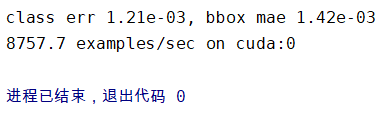 class err 1.21e-03, bbox mae 1.42e-03
8757.7 examples/sec on cuda:0
进程已结束，退出代码 0